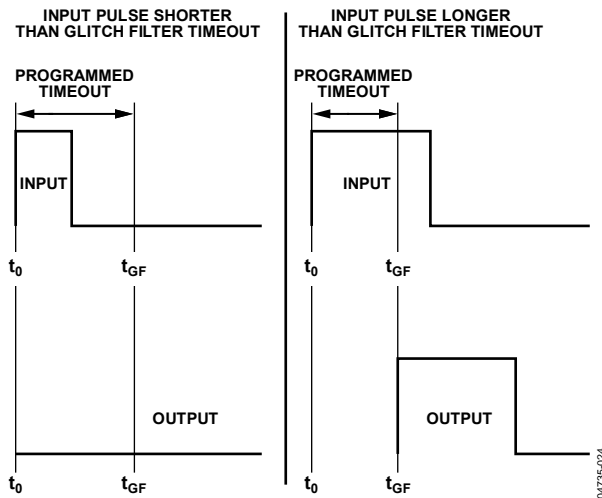 INPUT PULSE SHORTER
THAN GLITCH FILTER TIMEOUT
PROGRAMMED
TIMEOUT
INPUT
t0
tGF
OUTPUT
t0
tGF
INPUT PULSE LONGER
THAN GLITCH FILTER TIMEOUT
PROGRAMMED
TIMEOUT
INPUT
t0
tGF
OUTPUT
t0
tGF
04735-024